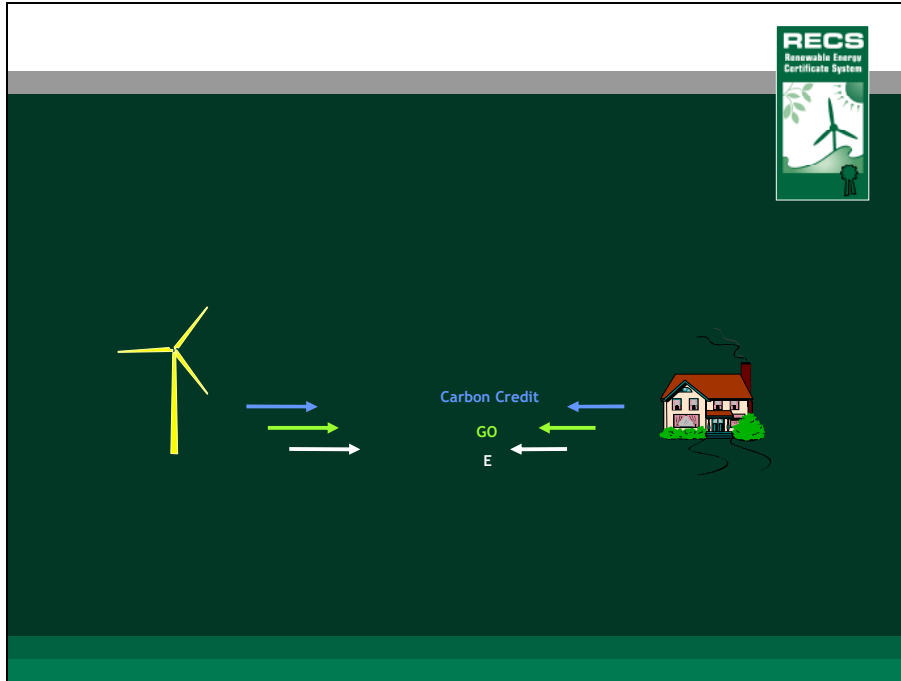 RECS
Renewable Energy
Certificate System
Carbon Credit
GO
E